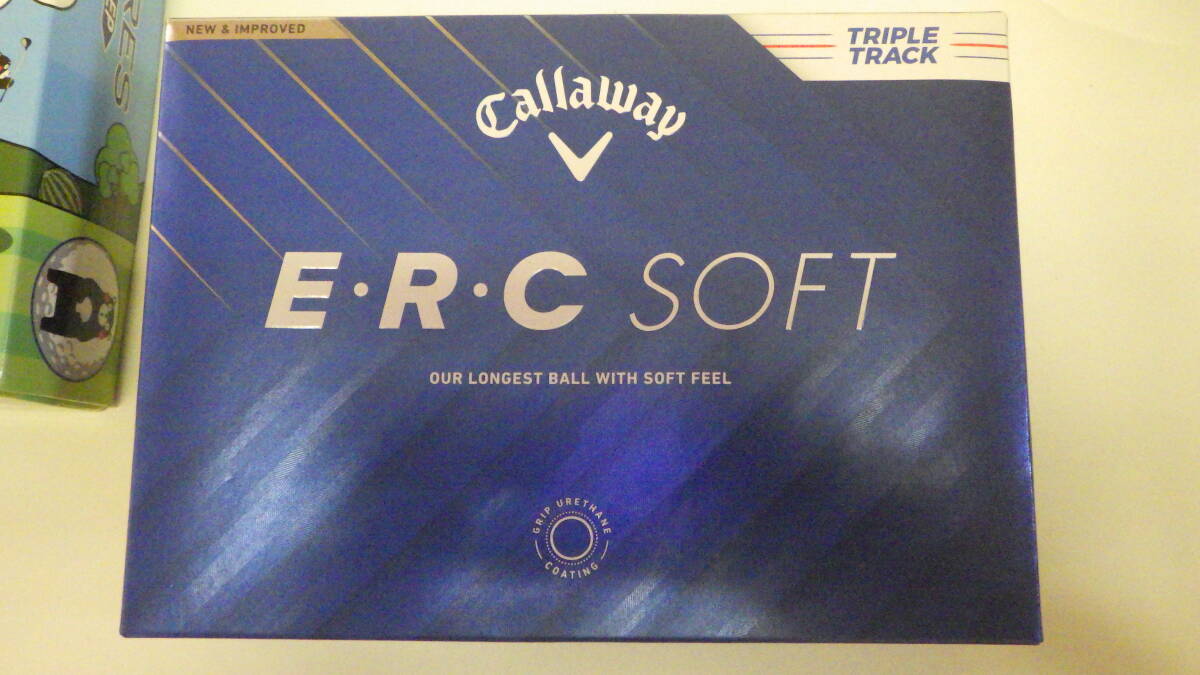 NEW & IMPROVED
TRIPLE
TRACK
Callaway
E·R·C SOFT
OUR LONGEST BALL WITH SOFT FEEL
GRIP URETHANE
COATING